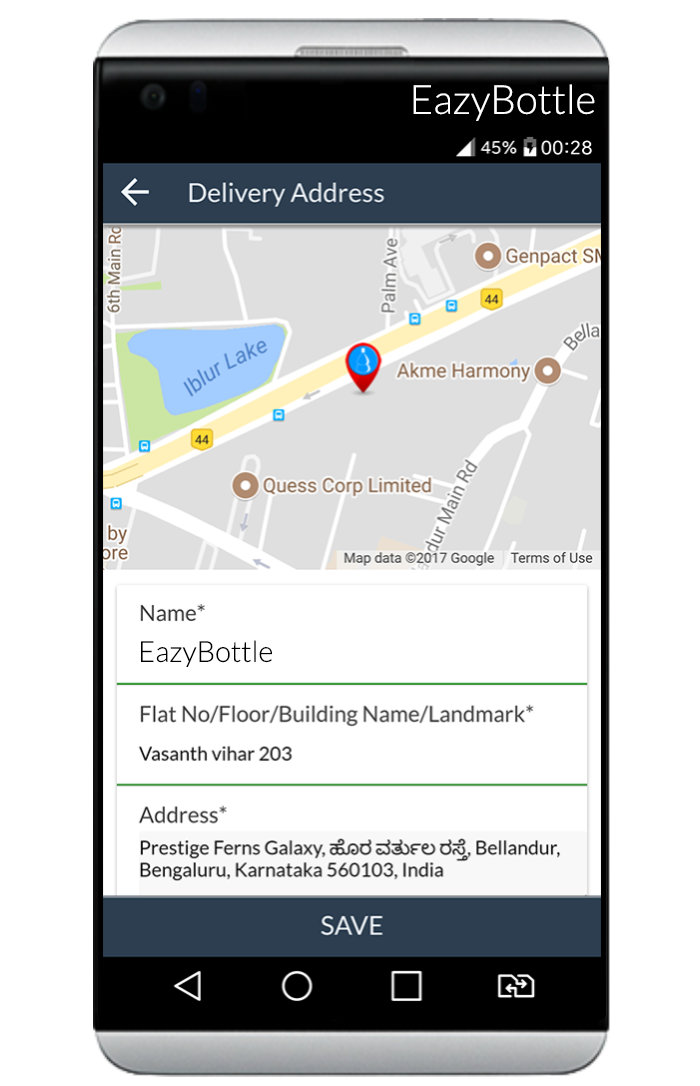 EazyBottle
45% 00:28
Delivery Address
6th Main Rd
Palm Ave
Genpact SM
44
Iblur Lake
Akme Harmony
Bella
44
Quess Corp Limited
dur Main Rd
by
ore
Map data ©2017 Google Terms of Use
Name*
EazyBottle
Flat No/Floor/Building Name/Landmark*
Vasanth vihar 203
Address*
Prestige Ferns Galaxy, ಹೊರ ವರ್ತುಲ ರಸ್ತೆ, Bellandur,
Bengaluru, Karnataka 560103, India
SAVE